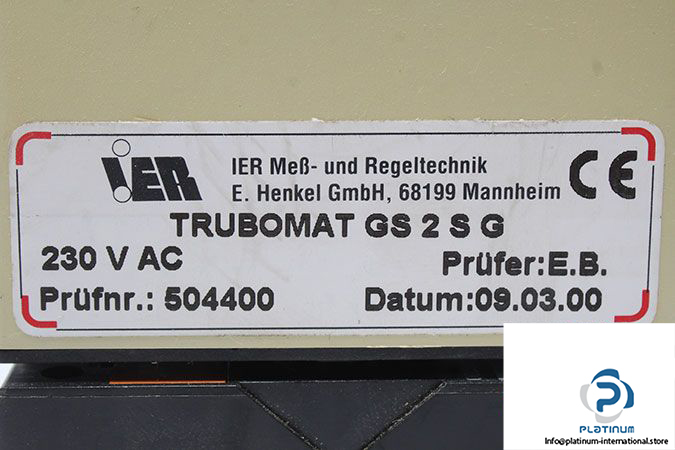 IER
IER Meß- und Regeltechnik
E. Henkel GmbH, 68199 Mannheim
CE
TRUBOMAT GS 2 S G
230 V AC
Prüfer:E.B.
Prüfnr.: 504400
Datum:09.03.00
PLATINUM
Info@platinum-international.store